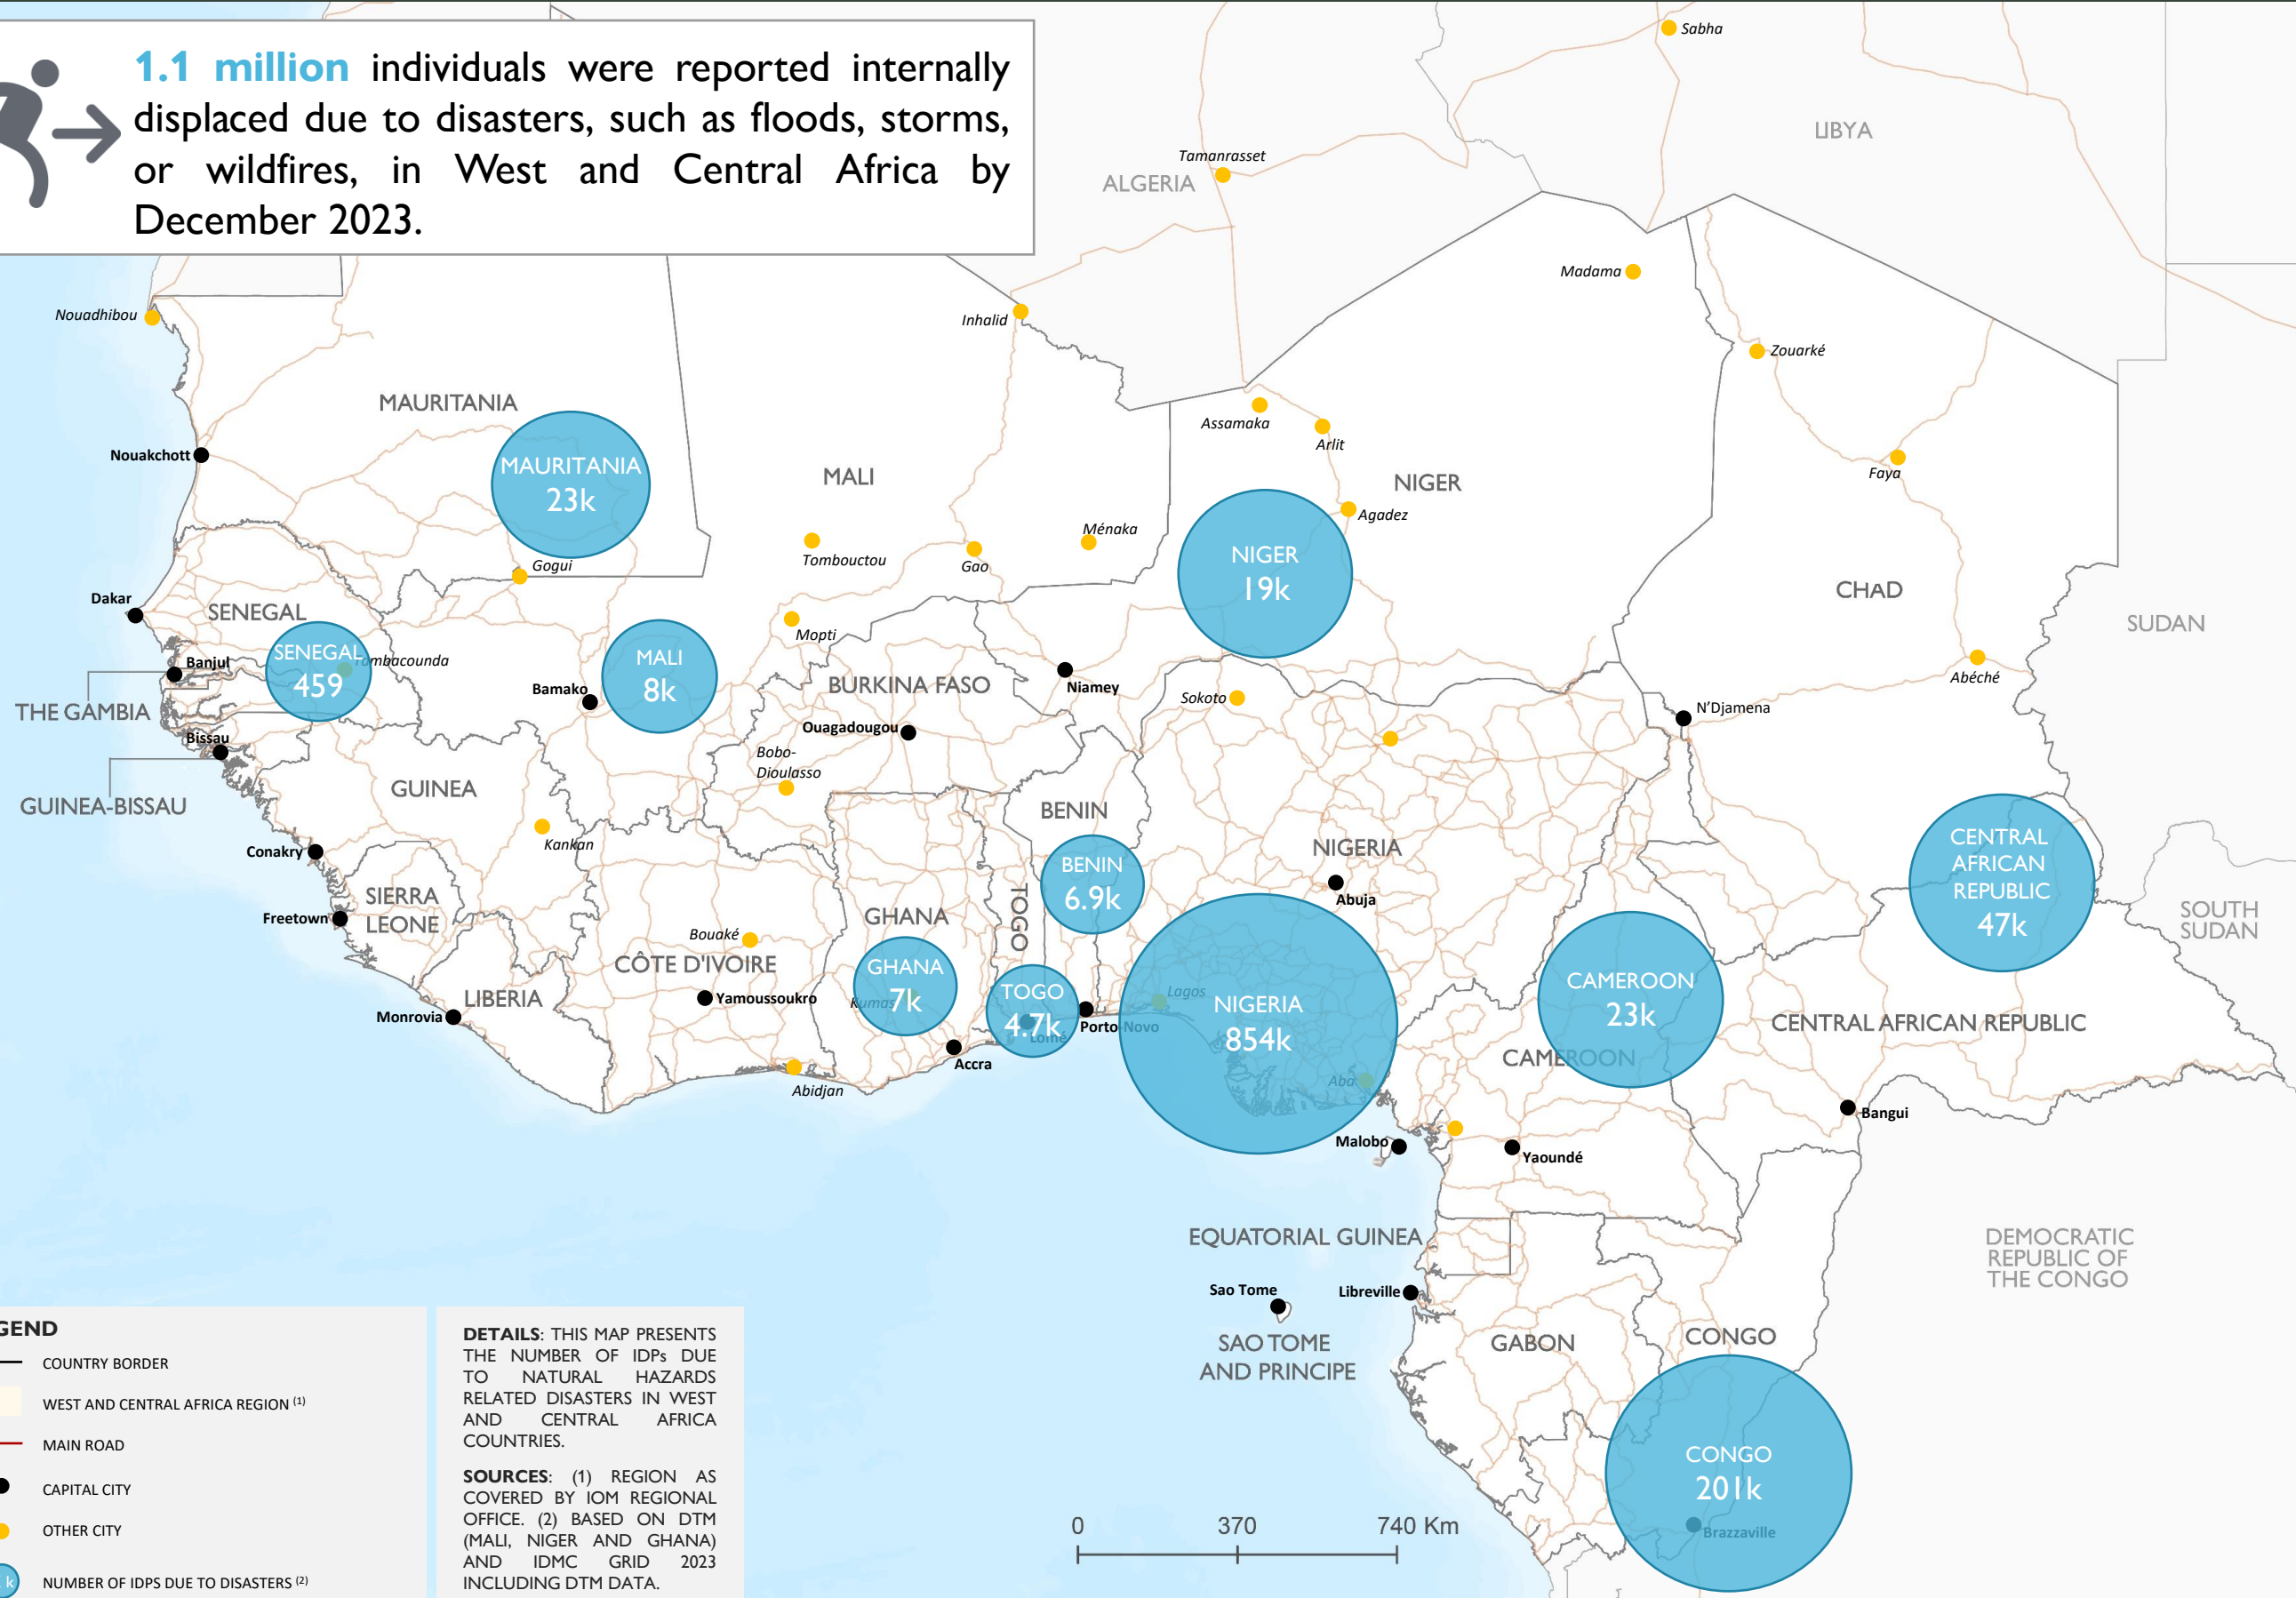 1.1 million individuals were reported internally
displaced due to disasters, such as floods, storms,
or wildfires, in West and Central Africa by
December 2023.
Sabha
LIBYA
Tamanrasset
ALGERIA
Madama
Nouadhibou
Inhalid
Zouarké
MAURITANIA
Assamaka
Arlit
Nouakchott
MAURITANIA
23k
MALI
NIGER
Faya
Agadez
Ménaka
Tombouctou
Gao
Gogui
NIGER
19k
CHAD
Dakar
SENEGAL
SUDAN
Mopti
SENEGAL
459
Tambacounda
Banjul
MALI
8k
Bamako
BURKINA FASO
Niamey
Sokoto
Abéché
THE GAMBIA
N'Djamena
Ouagadougou
Bissau
Bobo-
Dioulasso
GUINEA
GUINEA-BISSAU
BENIN
Kankan
Conakry
NIGERIA
CENTRAL
AFRICAN
REPUBLIC
47k
BENIN
6.9k
Abuja
SIERRA
LEONE
Freetown
TOGO
GHANA
SOUTH
SUDAN
Bouaké
CÔTE D'IVOIRE
GHANA
7k
Kumas
TOGO
4.7k
Lomé
Lagos
NIGERIA
854k
CAMEROON
23k
LIBERIA
Yamoussoukro
Monrovia
Porto-Novo
CENTRAL AFRICAN REPUBLIC
CAMEROON
Accra
Abidjan
Aba
Bangui
Malobo
Yaoundé
EQUATORIAL GUINEA
DEMOCRATIC
REPUBLIC OF
THE CONGO
Sao Tome
Libreville
SAO TOME
AND PRINCIPE
GABON
CONGO
CONGO
201k
Brazzaville
0 370 740 Km
GEND
COUNTRY BORDER
WEST AND CENTRAL AFRICA REGION (1)
MAIN ROAD
CAPITAL CITY
OTHER CITY
k
NUMBER OF IDPS DUE TO DISASTERS (2)
DETAILS: THIS MAP PRESENTS
THE NUMBER OF IDPs DUE
TO NATURAL HAZARDS
RELATED DISASTERS IN WEST
AND CENTRAL AFRICA
COUNTRIES.
SOURCES: (1) REGION AS
COVERED BY IOM REGIONAL
OFFICE. (2) BASED ON DTM
(MALI, NIGER AND GHANA)
AND IDMC GRID 2023
INCLUDING DTM DATA.